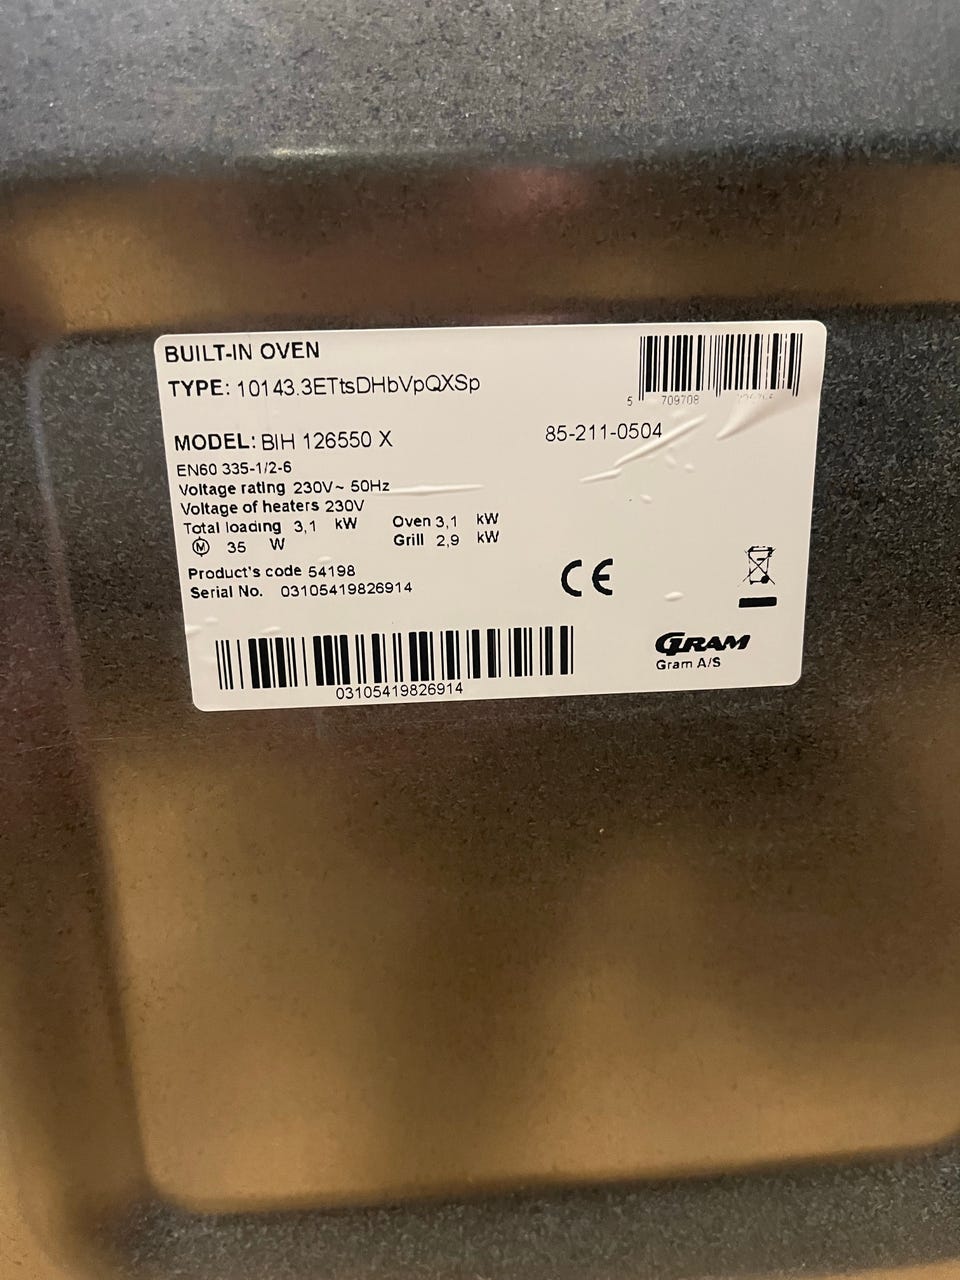 BUILT-IN OVEN
TYPE: 10143.3ETtsDHbVpQXSp
5 709708
MODEL: BIH 126550 X
85-211-0504
EN60 335-1/2-6
Voltage rating 230V~ 50Hz
Voltage of heaters 230V
Total loading 3,1 kW Oven 3,1 kW
M 35 W Grill 2,9 kW
Product's code 54198
Serial No. 03105419826914
CE
GRAM
Gram A/S
03105419826914